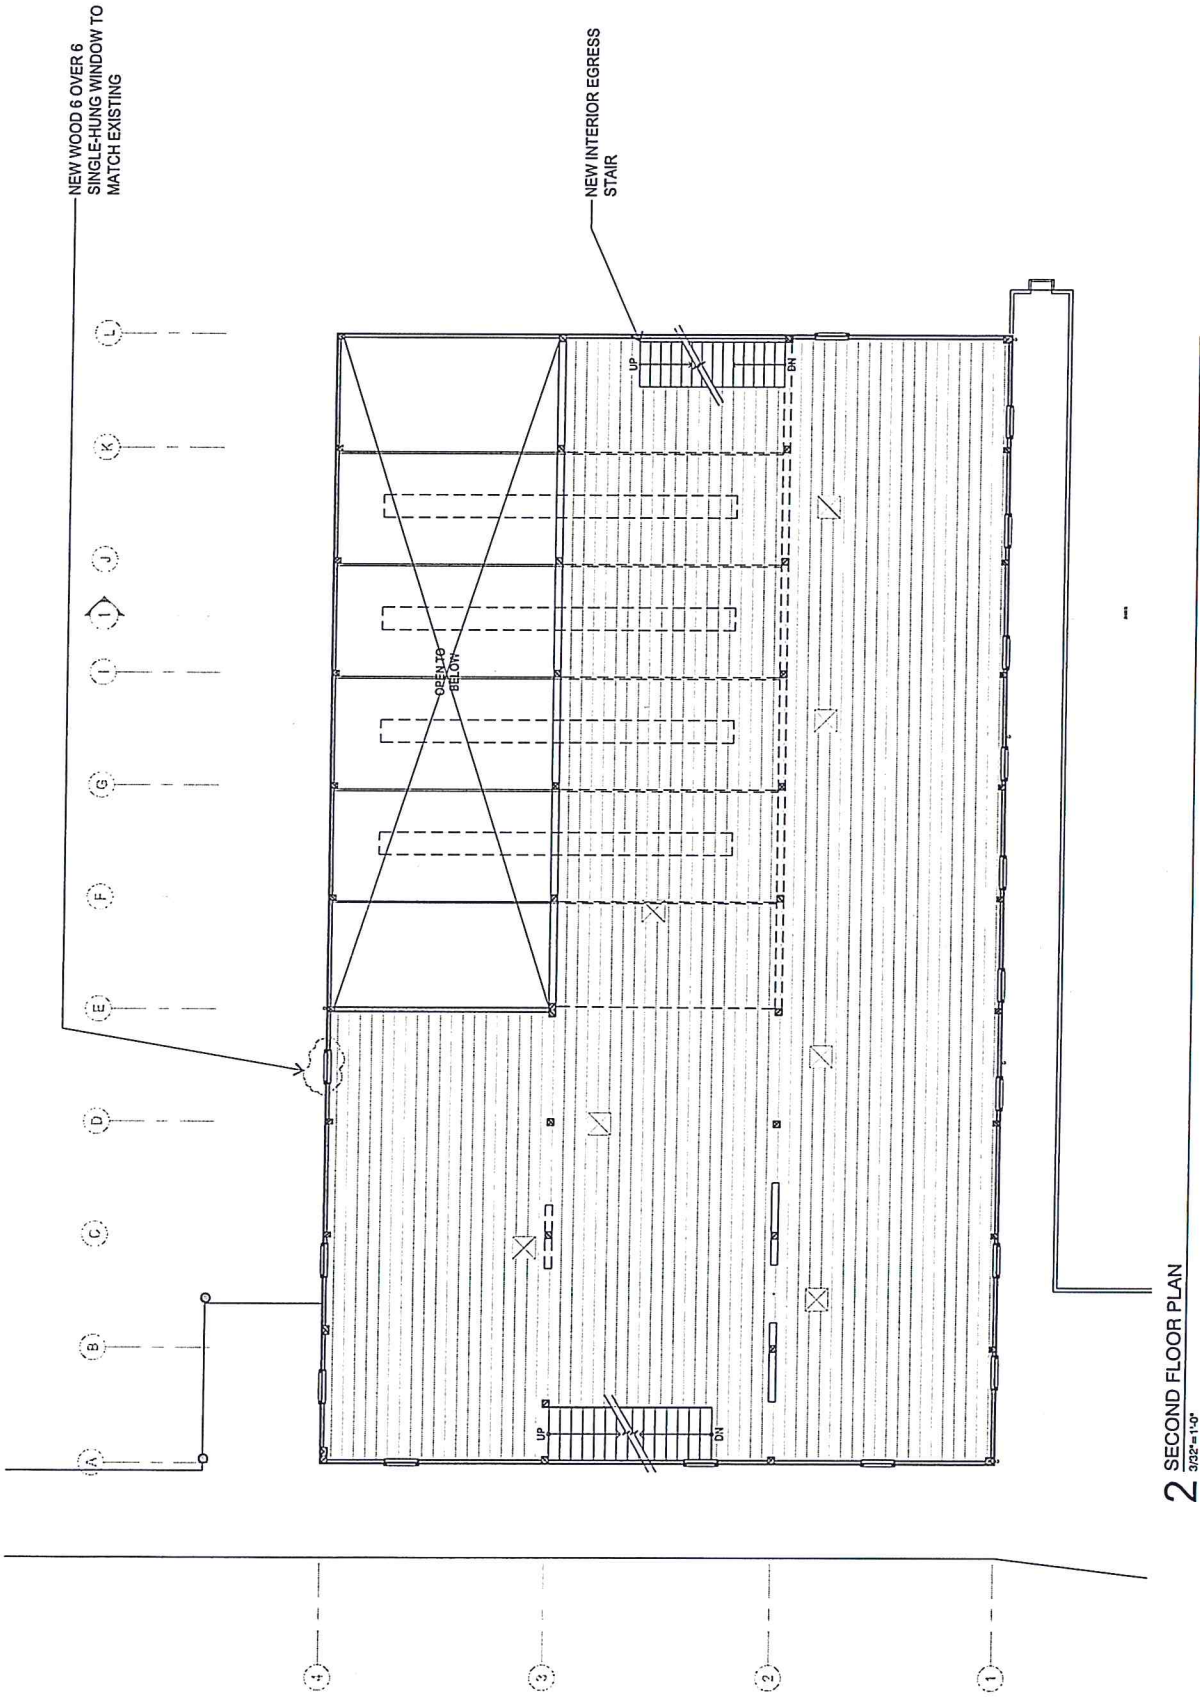 NEW WOOD 6 OVER 6
SINGLE-HUNG WINDOW TO
MATCH EXISTING
NEW INTERIOR EGRESS
STAIR
L
K
J
1
I
G
F
E
D
C
B
A
OPEN TO
BELOW
UP
DN
UP
DN
4
3
2
1
2 SECOND FLOOR PLAN
3/32"=1'-0"